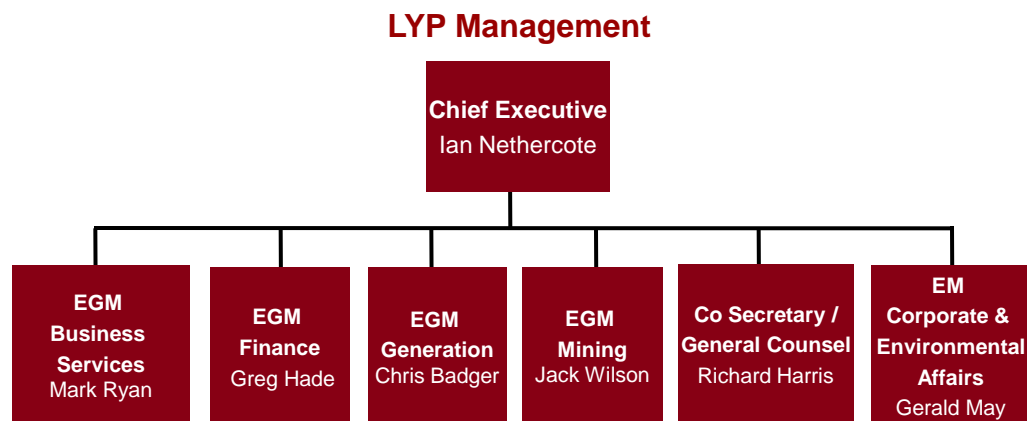 LYP Management
Chief Executive
Ian Nethercote
EGM
Business
Services
Mark Ryan
EGM
Finance
Greg Hade
EGM
Generation
Chris Badger
EGM
Mining
Jack Wilson
Co Secretary /
General Counsel
Richard Harris
EM
Corporate &
Environmental
Affairs
Gerald May